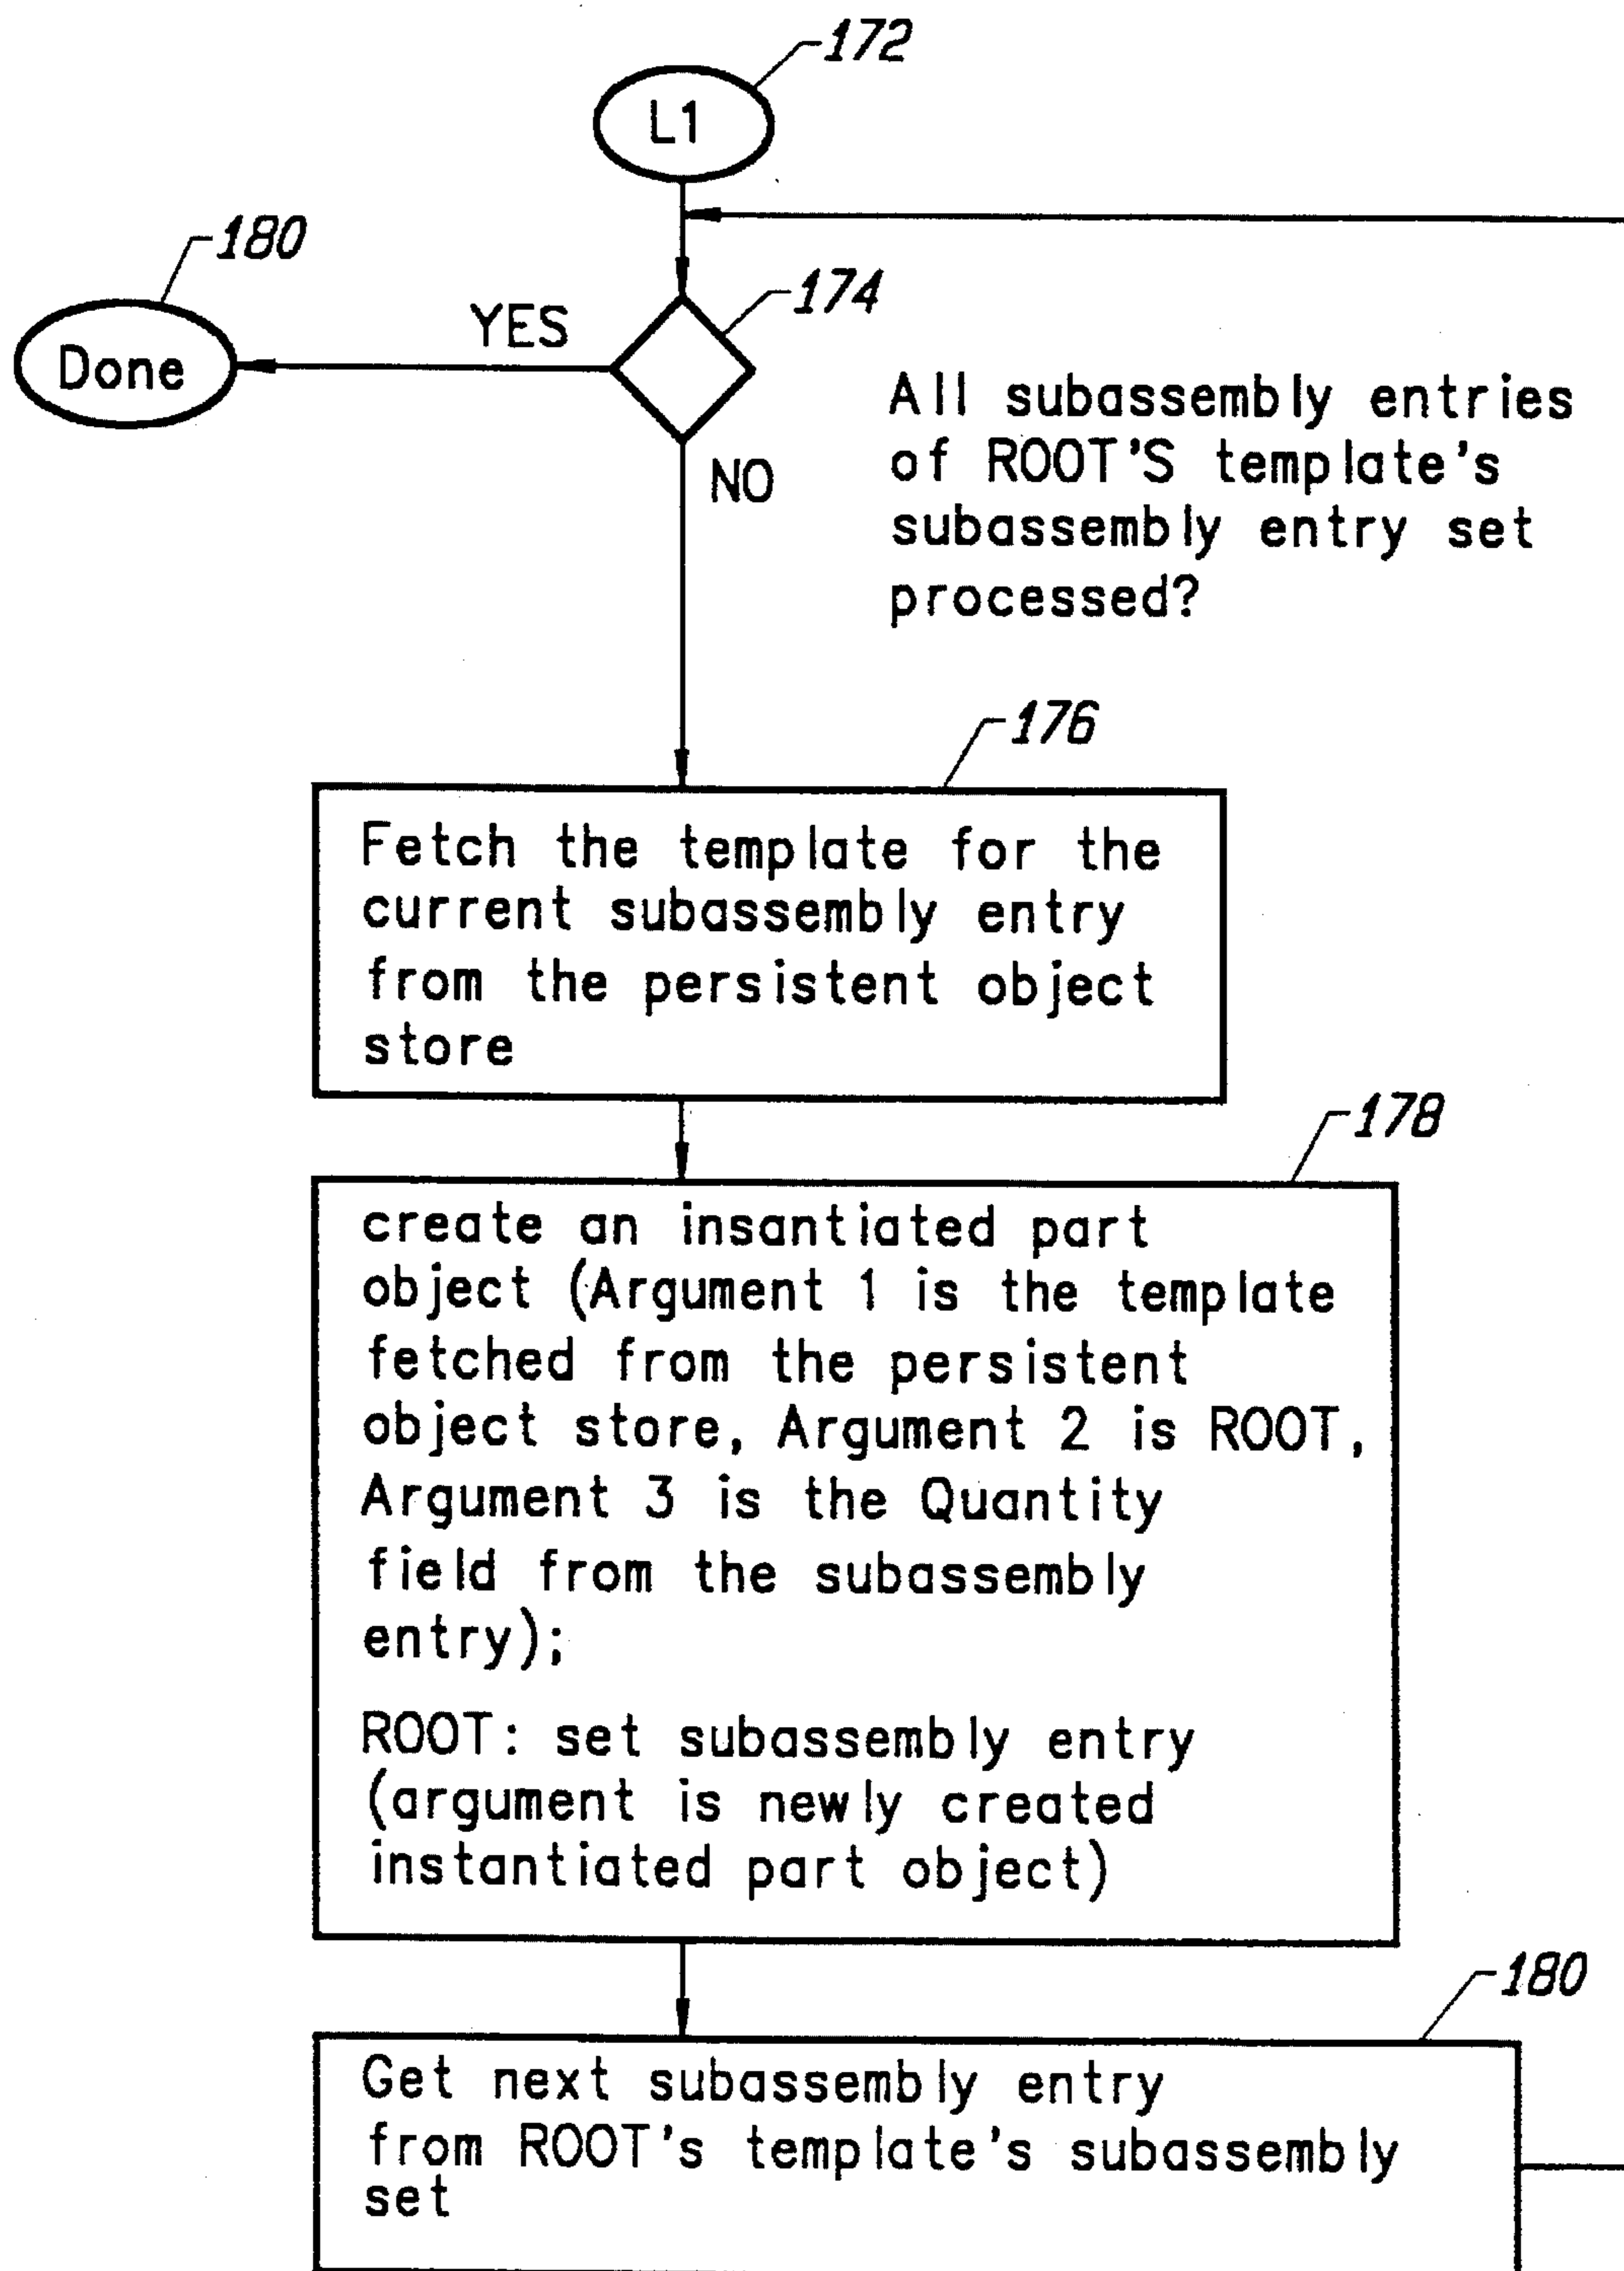 172
L1
180
Done
YES
174
NO
All subassembly entries
of ROOT'S template's
subassembly entry set
processed?
176
Fetch the template for the
current subassembly entry
from the persistent object
store
178
create an insantiated part
object (Argument 1 is the template
fetched from the persistent
object store, Argument 2 is ROOT,
Argument 3 is the Quantity
field from the subassembly
entry);
ROOT: set subassembly entry
(argument is newly created
instantiated part object)
180
Get next subassembly entry
from ROOT's template's subassembly
set